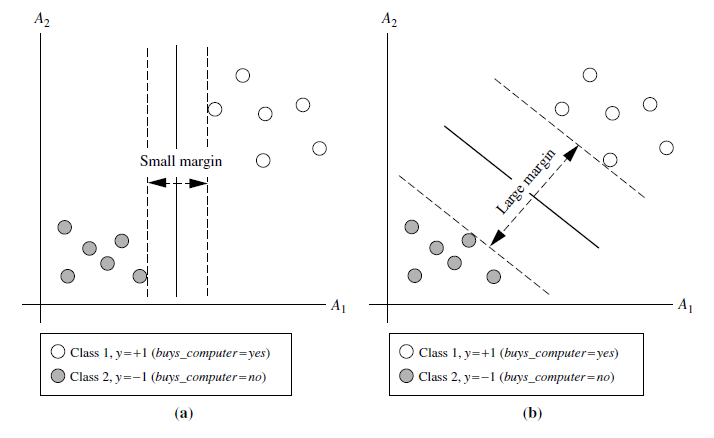 A2
Small margin
A1
Class 1, y=+1 (buys_computer=yes)
Class 2, y=−1 (buys_computer=no)
(a)
A2
Large margin
A1
Class 1, y=+1 (buys_computer=yes)
Class 2, y=−1 (buys_computer=no)
(b)